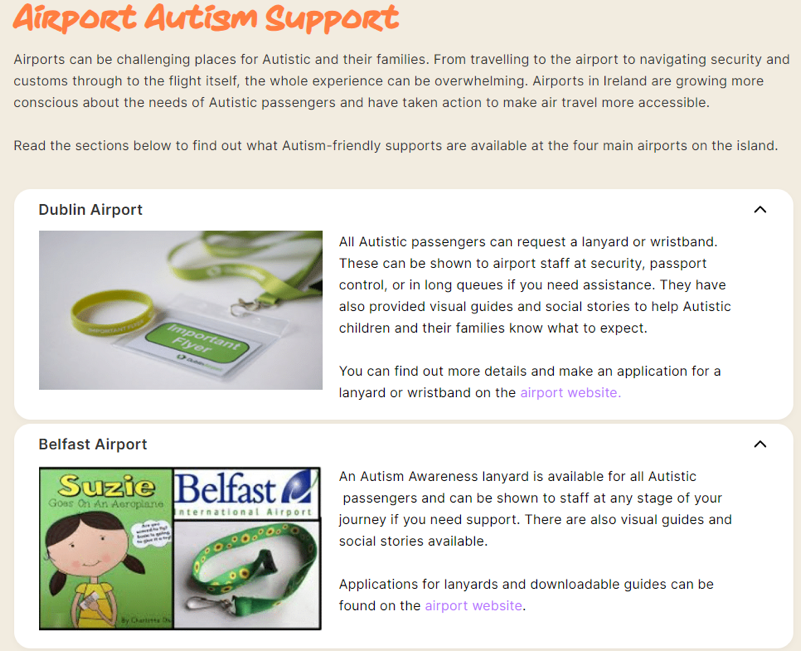 Airport Autism Support
Airports can be challenging places for Autistic and their families. From travelling to the airport to navigating security and
customs through to the flight itself, the whole experience can be overwhelming. Airports in Ireland are growing more
conscious about the needs of Autistic passengers and have taken action to make air travel more accessible.
Read the sections below to find out what Autism-friendly supports are available at the four main airports on the island.
Dublin Airport
IMPORTANT FLYER
Important
Flyer
All Autistic passengers can request a lanyard or wristband.
These can be shown to airport staff at security, passport
control, or in long queues if you need assistance. They have
also provided visual guides and social stories to help Autistic
children and their families know what to expect.
You can find out more details and make an application for a
lanyard or wristband on the airport website.
Belfast Airport
Suzie
Goes On An Aeroplane
Are you
By Charlotte
Belfast
International Airport
An Autism Awareness lanyard is available for all Autistic
passengers and can be shown to staff at any stage of your
journey if you need support. There are also visual guides and
social stories available.
Applications for lanyards and downloadable guides can be
found on the airport website.